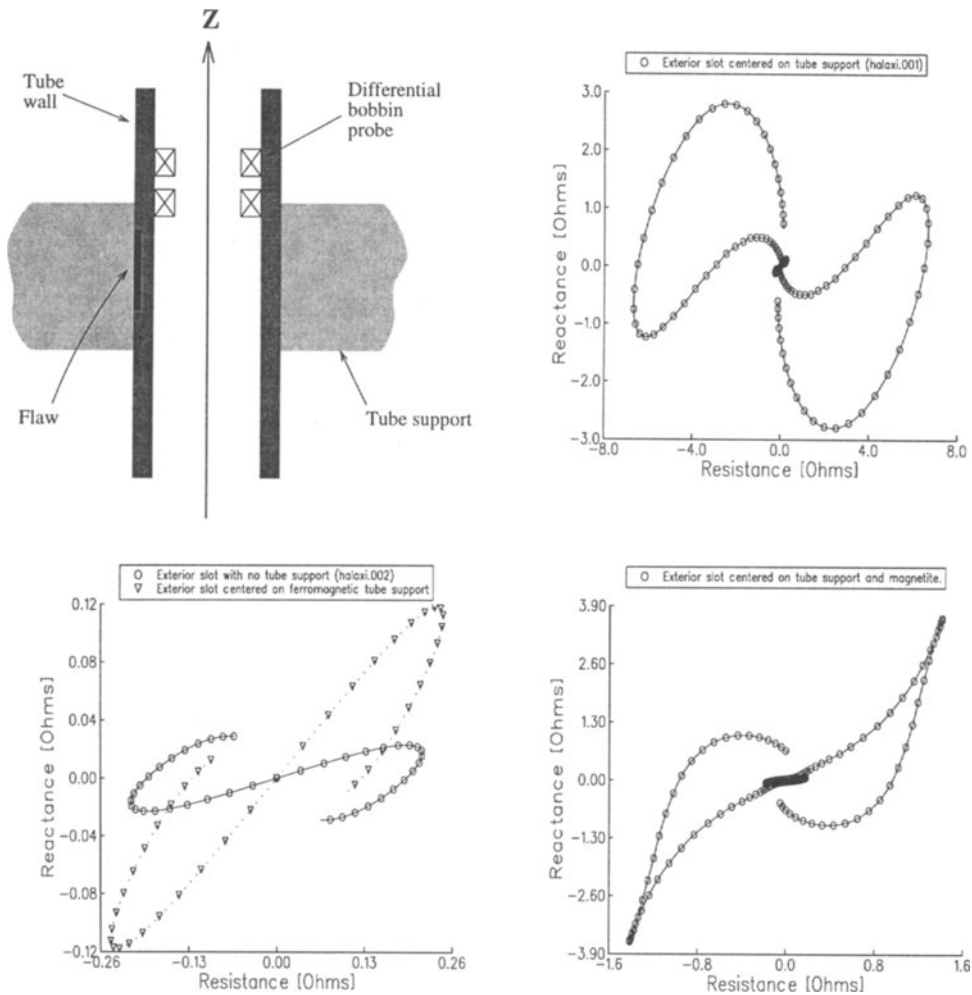 Z
Tube
wall
Differential
bobbin
probe
Flaw
Tube support
O Exterior slot centered on tube support (halaxi.001)
Reactance [Ohms]
3.0
2.0
1.0
0.0
-1.0
-2.0
-3.0
-8.0 -4.0 0.0 4.0 8.0
Resistance [Ohms]
O Exterior slot with no tube support (halaxi.002)
▽ Exterior slot centered on ferromagnetic tube support
Reactance [Ohms]
0.12
0.08
0.04
0.00
-0.04
-0.08
-0.12
-0.26 -0.13 0.00 0.13 0.26
Resistance [Ohms]
O Exterior slot centered on tube support and magnetite.
Reactance [Ohms]
3.90
2.60
1.30
0.00
-1.30
-2.60
-3.90
-1.6 -0.8 0.0 0.8 1.6
Resistance [Ohms]